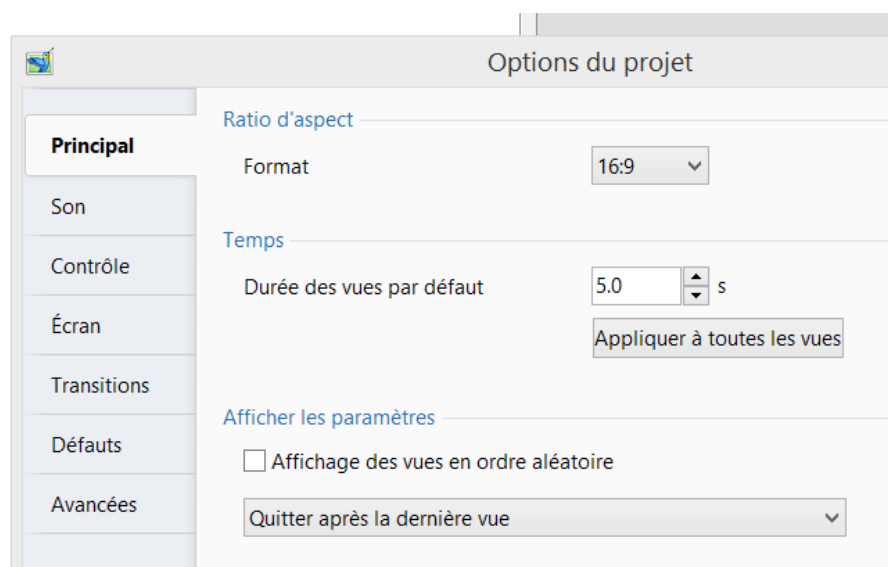 Options du projet
Principal
Son
Contrôle
Écran
Transitions
Défauts
Avancées
Ratio d'aspect
Format 16:9
Temps
Durée des vues par défaut 5.0 s
Appliquer à toutes les vues
Afficher les paramètres
Affichage des vues en ordre aléatoire
Quitter après la dernière vue